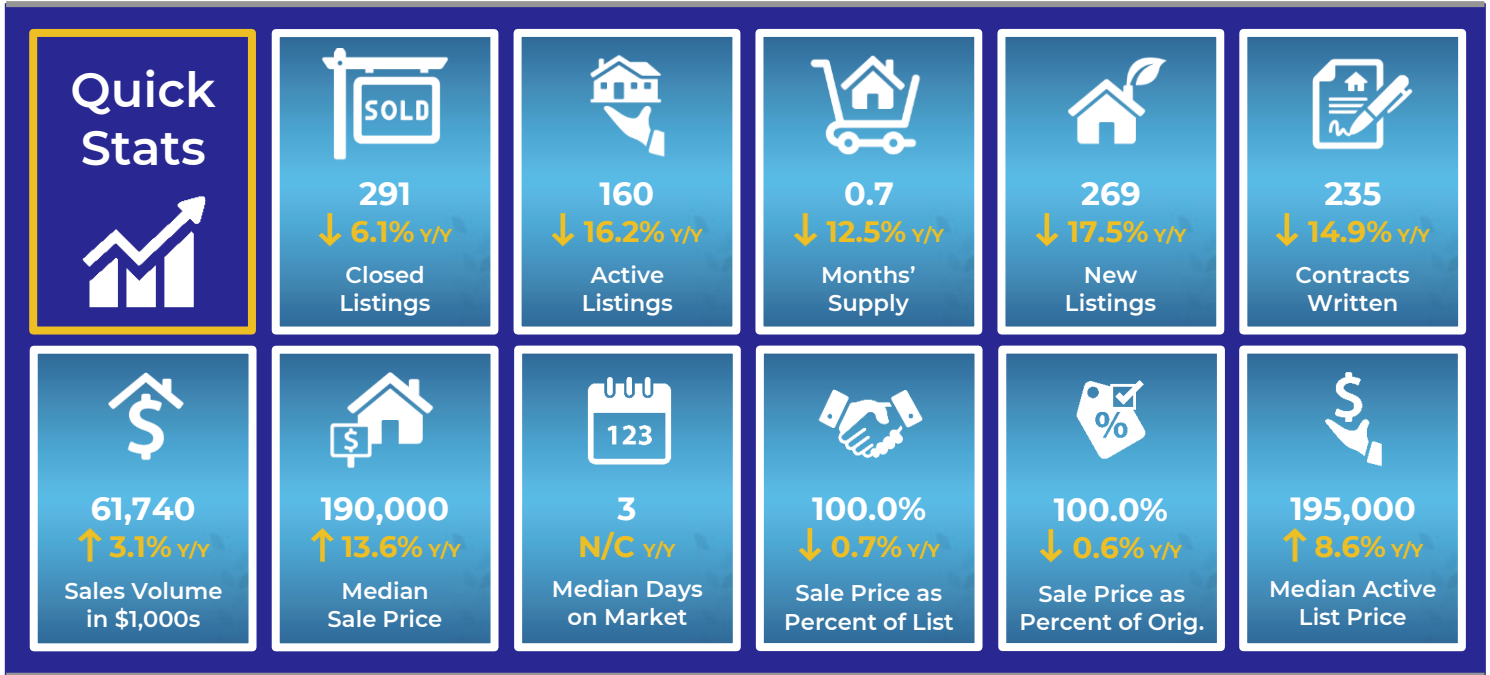 Quick
Stats
SOLD
291
↓ 6.1% Y/Y
Closed
Listings
160
↓ 16.2% Y/Y
Active
Listings
0.7
↓ 12.5% Y/Y
Months’
Supply
269
↓ 17.5% Y/Y
New
Listings
235
↓ 14.9% Y/Y
Contracts
Written
$
61,740
↑ 3.1% Y/Y
Sales Volume
in $1,000s
$
190,000
↑ 13.6% Y/Y
Median
Sale Price
123
3
N/C Y/Y
Median Days
on Market
100.0%
↓ 0.7% Y/Y
Sale Price as
Percent of List
%
100.0%
↓ 0.6% Y/Y
Sale Price as
Percent of Orig.
$
195,000
↑ 8.6% Y/Y
Median Active
List Price